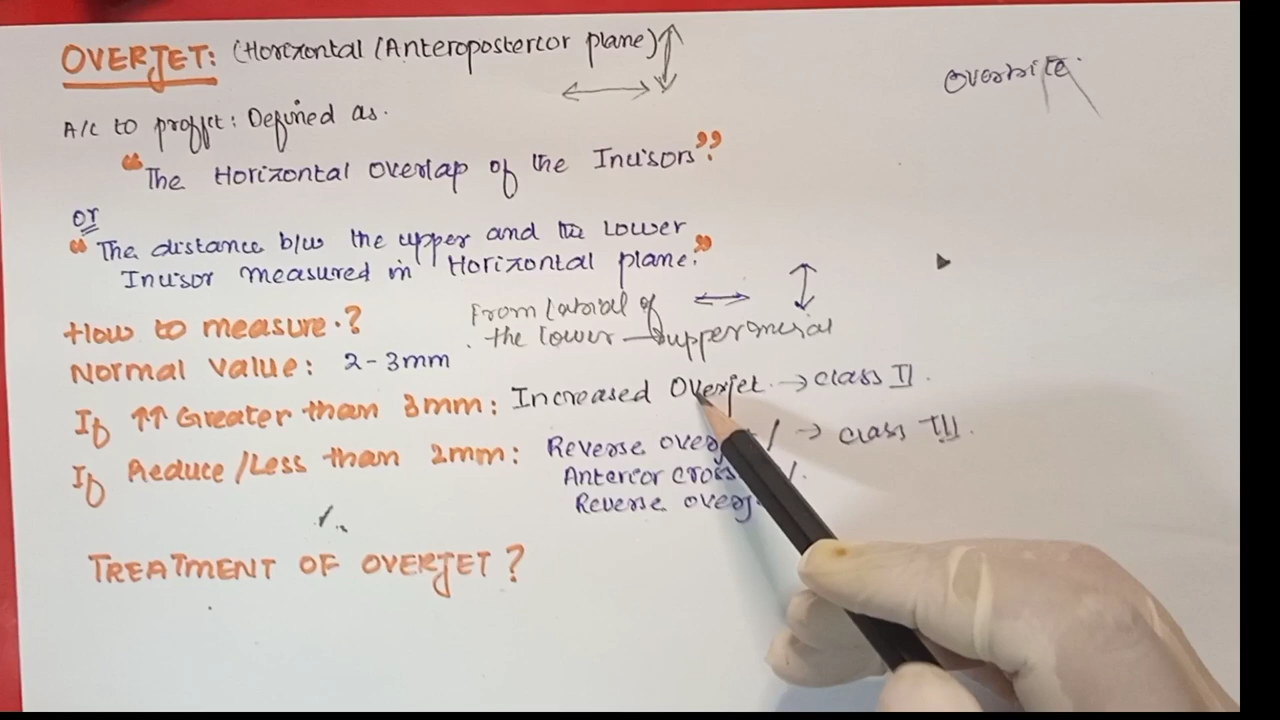 OVERJET: (Horizontal (Anteroposterior plane)
Overbite
A/C to proffit: Defined as.
"The Horizontal overlap of the Incisors".
or
"The distance b/w the upper and the Lower
Incisor measured in Horizontal plane."
How to measure.?
From labial of
the lower — upper incisal
Normal value: 2-3mm
If ↑↑ Greater than 3mm: Increased Overjet. → class II.
If Reduce/Less than 2mm: Reverse over / → class III.
Anterior cross
Reverse overj
TREATMENT OF OVERJET?